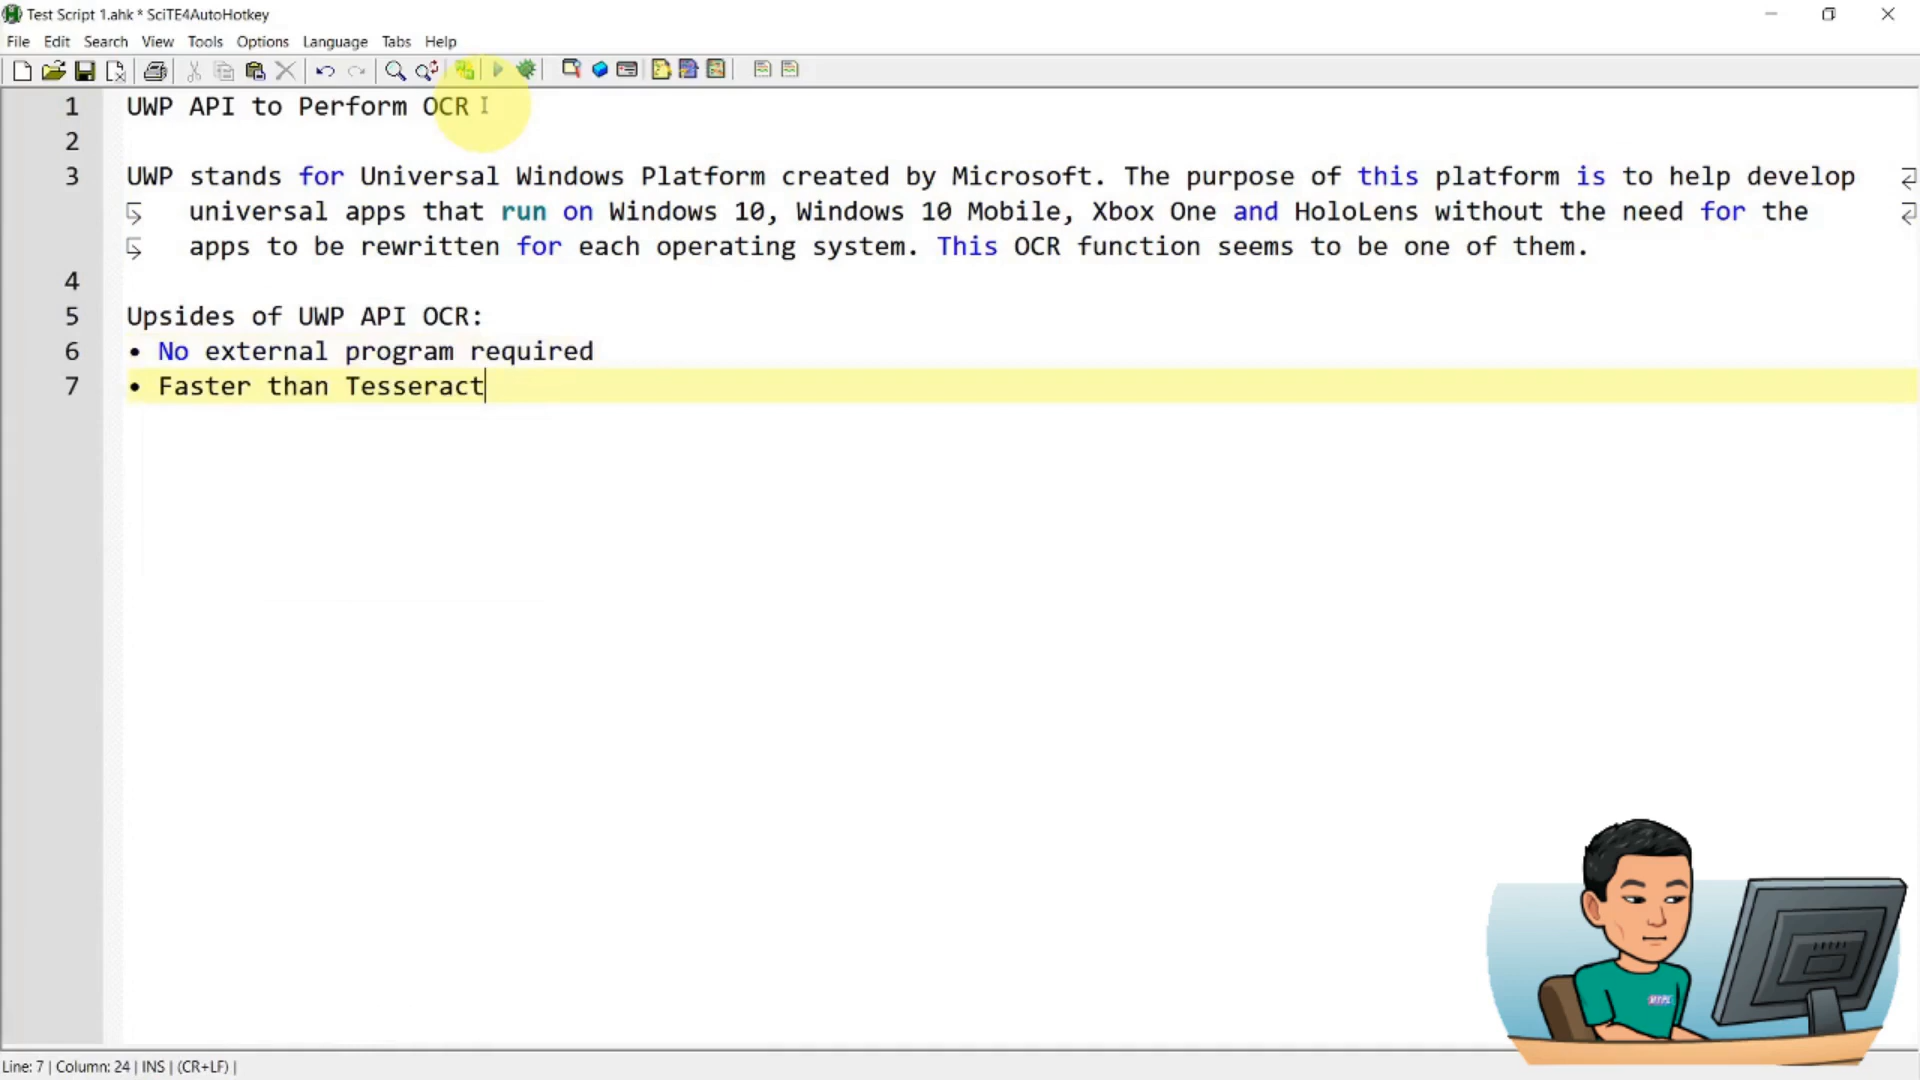 Test Script 1.ahk * SciTE4AutoHotkey
File Edit Search View Tools Options Language Tabs Help
1 UWP API to Perform OCR
2
3 UWP stands for Universal Windows Platform created by Microsoft. The purpose of this platform is to help develop
universal apps that run on Windows 10, Windows 10 Mobile, Xbox One and HoloLens without the need for the
apps to be rewritten for each operating system. This OCR function seems to be one of them.
4
5 Upsides of UWP API OCR:
6 • No external program required
7 • Faster than Tesseract
Line: 7 | Column: 24 | INS | (CR+LF) |